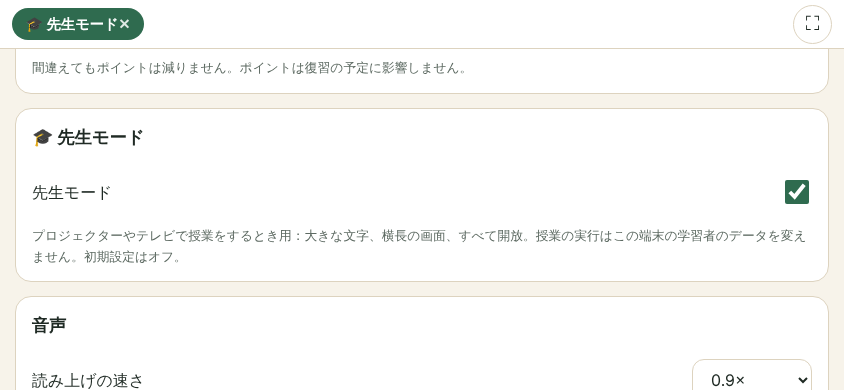 🎓 先生モード✕
間違えてもポイントは減りません。ポイントは復習の予定に影響しません。
🎓 先生モード
先生モード
プロジェクターやテレビで授業をするとき用：大きな文字、横長の画面、すべて開放。授業の実行はこの端末の学習者のデータを変え
ません。初期設定はオフ。
音声
読み上げの速さ
0.9×